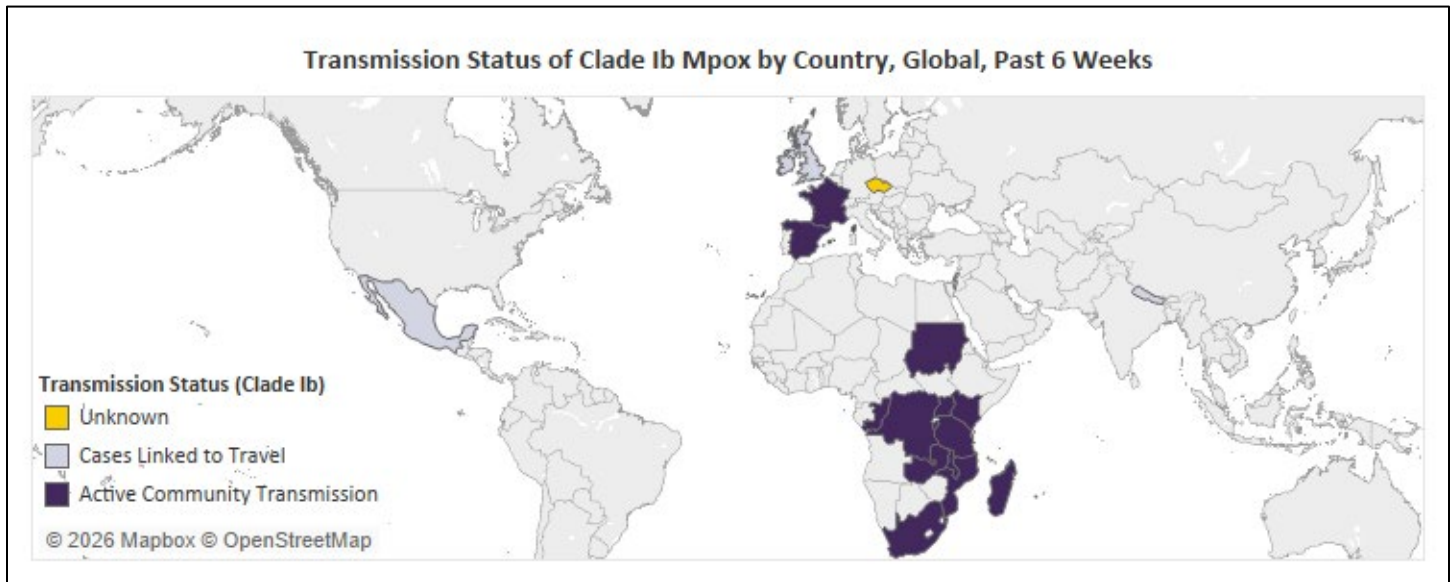 Transmission Status of Clade Ib Mpox by Country, Global, Past 6 Weeks
Transmission Status (Clade Ib)
Unknown
Cases Linked to Travel
Active Community Transmission
© 2026 Mapbox © OpenStreetMap